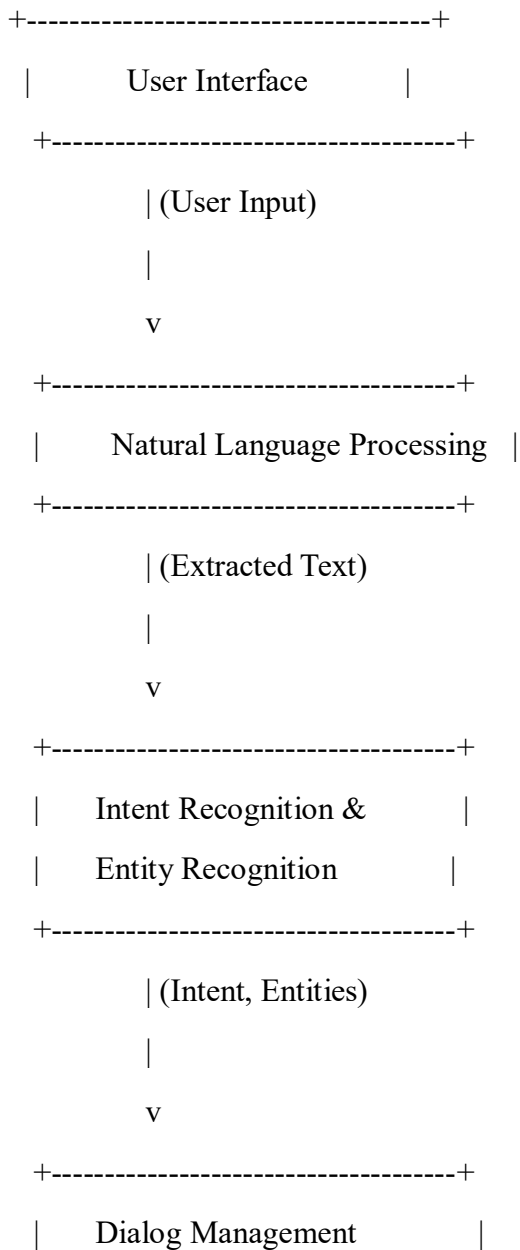 +--------------------------------------+
| User Interface |
+--------------------------------------+
| (User Input)
|
v
+--------------------------------------+
| Natural Language Processing |
+--------------------------------------+
| (Extracted Text)
|
v
+--------------------------------------+
| Intent Recognition & |
| Entity Recognition |
+--------------------------------------+
| (Intent, Entities)
|
v
+--------------------------------------+
| Dialog Management |